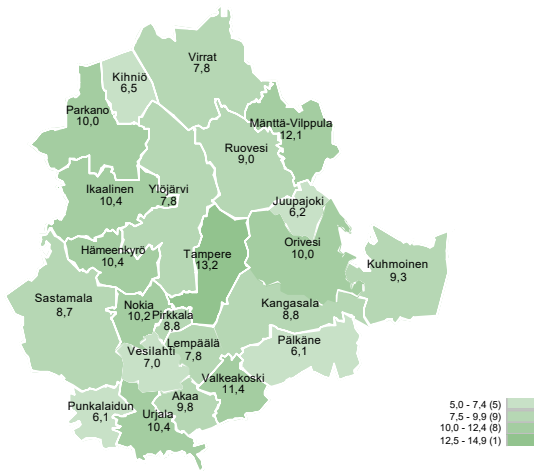 Virrat
7,8
Kihniö
6,5
Parkano
10,0
Mänttä-Vilppula
12,1
Ruovesi
9,0
Ikaalinen
10,4
Ylöjärvi
7,8
Juupajoki
6,2
Hämeenkyrö
10,4
Tampere
13,2
Orivesi
10,0
Kuhmoinen
9,3
Sastamala
8,7
Nokia
10,2
Pirkkala
8,8
Kangasala
8,8
Vesilahti
7,0
Lempäälä
7,8
Pälkäne
6,1
Valkeakoski
11,4
Punkalaidun
6,1
Urjala
10,4
Akaa
9,8
5,0 - 7,4 (5)
7,5 - 9,9 (9)
10,0 - 12,4 (8)
12,5 - 14,9 (1)